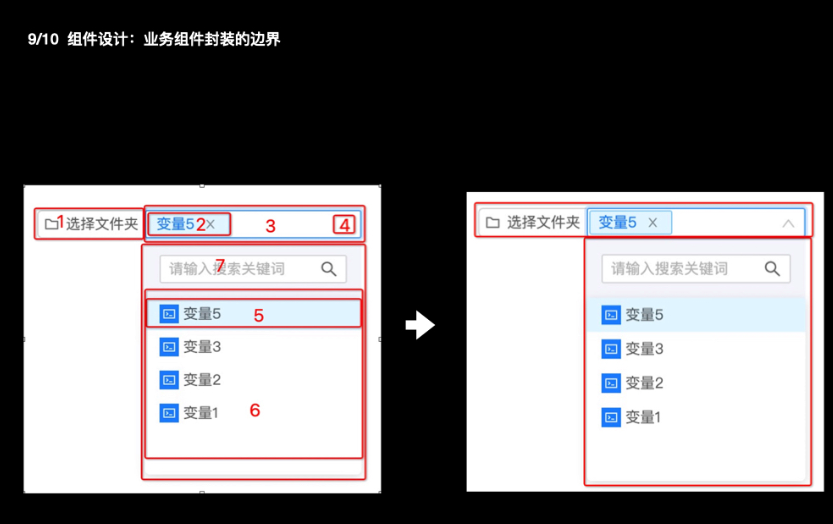 9/10 组件设计：业务组件封装的边界
1 选择文件夹 变量5 2 × 3 4
7 请输入搜索关键词
变量5 5
变量3
变量2
变量1 6
选择文件夹 变量5 ×
请输入搜索关键词
变量5
变量3
变量2
变量1